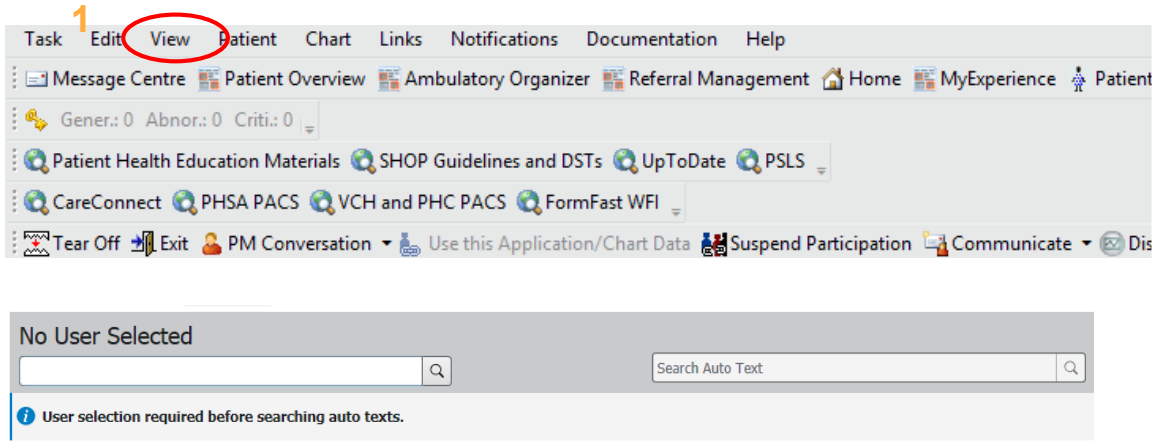 1
Task Edit View Patient Chart Links Notifications Documentation Help
Message Centre Patient Overview Ambulatory Organizer Referral Management Home MyExperience Patient
Gener.: 0 Abnor.: 0 Criti.: 0
Patient Health Education Materials SHOP Guidelines and DSTs UpToDate PSLS
CareConnect PHSA PACS VCH and PHC PACS FormFast WFI
Tear Off Exit PM Conversation Use this Application/Chart Data Suspend Participation Communicate Dis
No User Selected
Search Auto Text
User selection required before searching auto texts.